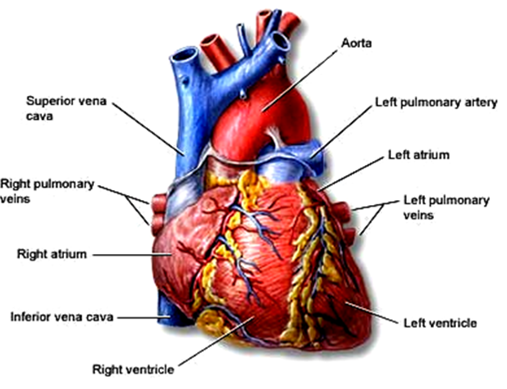 Aorta
Superior vena
cava
Left pulmonary artery
Left atrium
Right pulmonary
veins
Left pulmonary
veins
Right atrium
Inferior vena cava
Left ventricle
Right ventricle